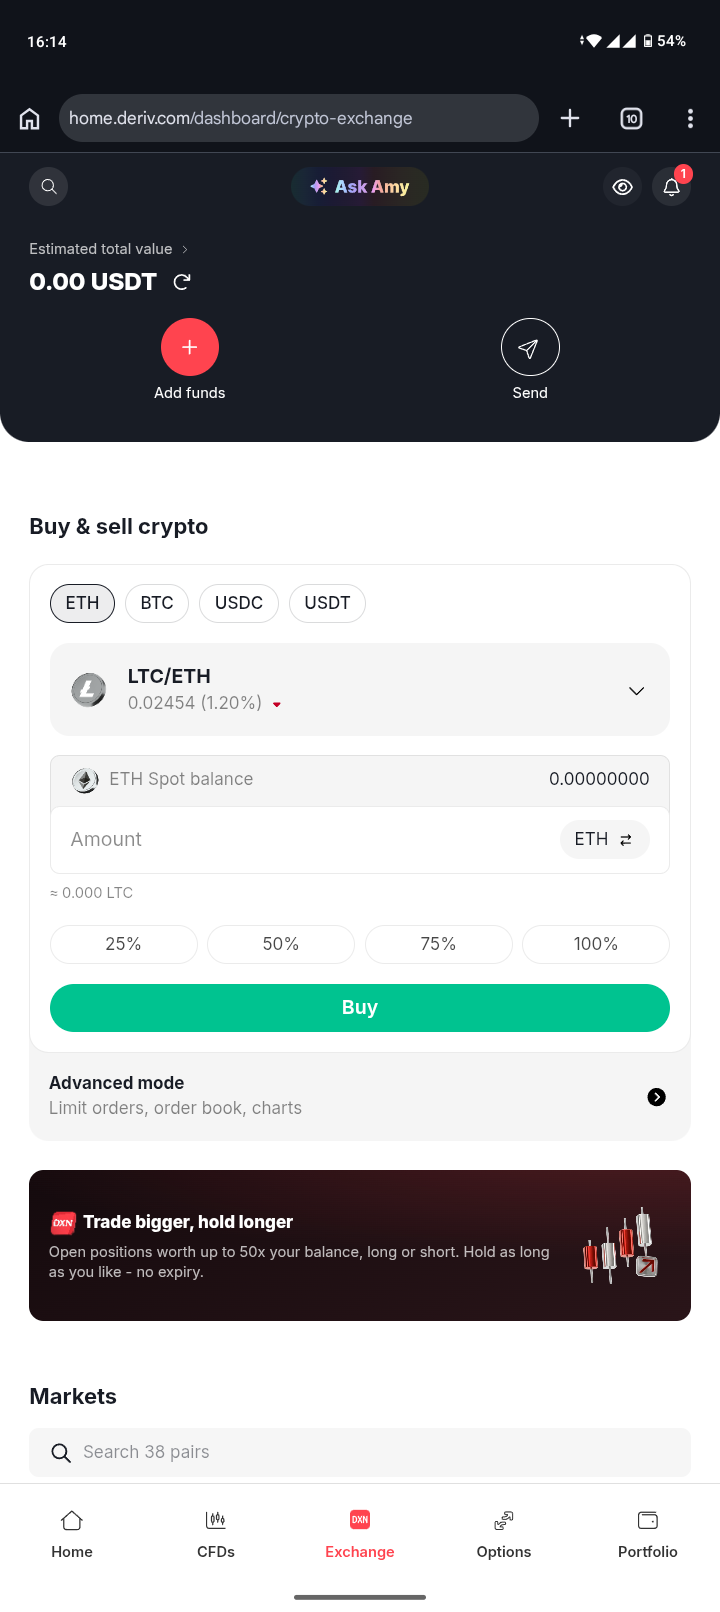 16:14
54%
home.deriv.com/dashboard/crypto-exchange
10
Ask Amy
1
Estimated total value
0.00 USDT
Add funds
Send
Buy & sell crypto
ETH
BTC
USDC
USDT
LTC/ETH
0.02454 (1.20%)
ETH Spot balance
0.00000000
Amount
ETH
≈ 0.000 LTC
25%
50%
75%
100%
Buy
Advanced mode
Limit orders, order book, charts
DXN
Trade bigger, hold longer
Open positions worth up to 50x your balance, long or short. Hold as long
as you like - no expiry.
Markets
Search 38 pairs
DXN
Home
CFDs
Exchange
Options
Portfolio